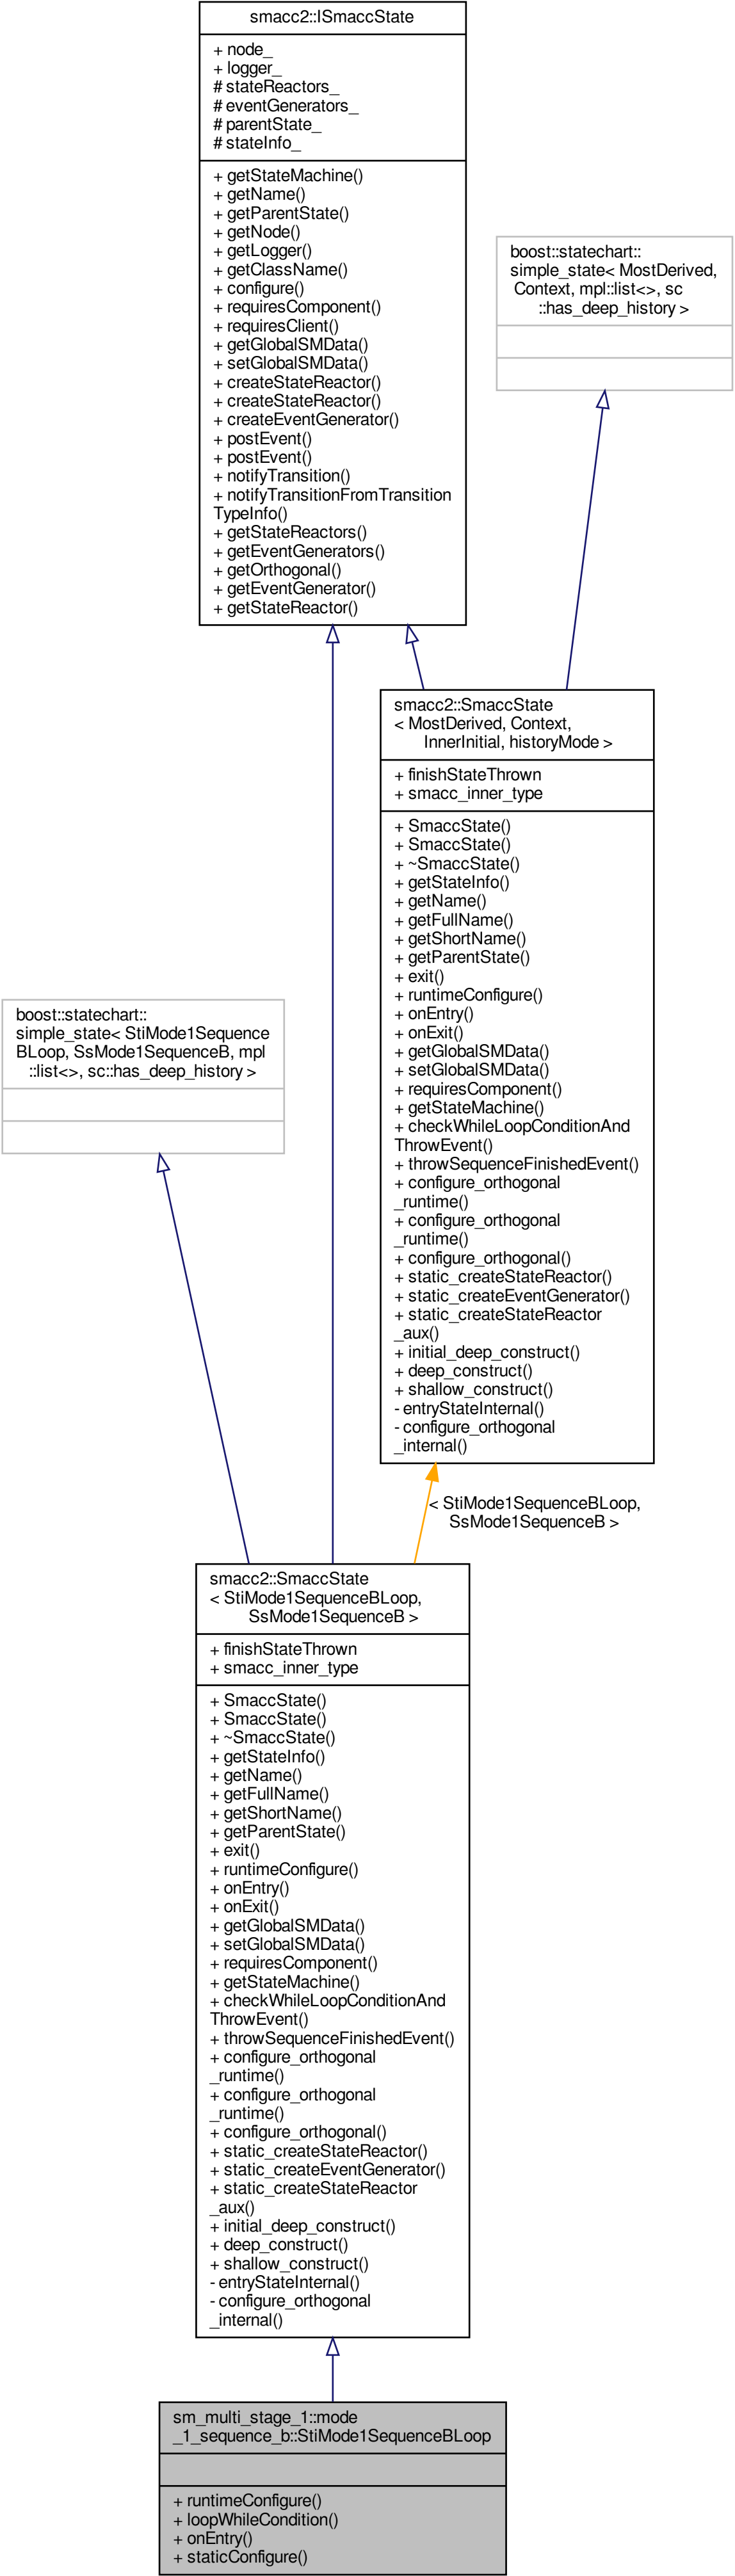 smacc2::ISmaccState
+ node_
+ logger_
# stateReactors_
# eventGenerators_
# parentState_
# stateInfo_
+ getStateMachine()
+ getName()
+ getParentState()
+ getNode()
+ getLogger()
+ getClassName()
+ configure()
+ requiresComponent()
+ requiresClient()
+ getGlobalSMData()
+ setGlobalSMData()
+ createStateReactor()
+ createStateReactor()
+ createEventGenerator()
+ postEvent()
+ postEvent()
+ notifyTransition()
+ notifyTransitionFromTransition
TypeInfo()
+ getStateReactors()
+ getEventGenerators()
+ getOrthogonal()
+ getEventGenerator()
+ getStateReactor()
boost::statechart::
simple_state< MostDerived,
Context, mpl::list<>, sc
::has_deep_history >
smacc2::SmaccState
< MostDerived, Context,
InnerInitial, historyMode >
+ finishStateThrown
+ smacc_inner_type
+ SmaccState()
+ SmaccState()
+ ~SmaccState()
+ getStateInfo()
+ getName()
+ getFullName()
+ getShortName()
+ getParentState()
+ exit()
+ runtimeConfigure()
+ onEntry()
+ onExit()
+ getGlobalSMData()
+ setGlobalSMData()
+ requiresComponent()
+ getStateMachine()
+ checkWhileLoopConditionAnd
ThrowEvent()
+ throwSequenceFinishedEvent()
+ configure_orthogonal
_runtime()
+ configure_orthogonal
_runtime()
+ configure_orthogonal()
+ static_createStateReactor()
+ static_createEventGenerator()
+ static_createStateReactor
_aux()
+ initial_deep_construct()
+ deep_construct()
+ shallow_construct()
- entryStateInternal()
- configure_orthogonal
_internal()
boost::statechart::
simple_state< StiMode1Sequence
BLoop, SsMode1SequenceB, mpl
::list<>, sc::has_deep_history >
< StiMode1SequenceBLoop,
SsMode1SequenceB >
smacc2::SmaccState
< StiMode1SequenceBLoop,
SsMode1SequenceB >
+ finishStateThrown
+ smacc_inner_type
+ SmaccState()
+ SmaccState()
+ ~SmaccState()
+ getStateInfo()
+ getName()
+ getFullName()
+ getShortName()
+ getParentState()
+ exit()
+ runtimeConfigure()
+ onEntry()
+ onExit()
+ getGlobalSMData()
+ setGlobalSMData()
+ requiresComponent()
+ getStateMachine()
+ checkWhileLoopConditionAnd
ThrowEvent()
+ throwSequenceFinishedEvent()
+ configure_orthogonal
_runtime()
+ configure_orthogonal
_runtime()
+ configure_orthogonal()
+ static_createStateReactor()
+ static_createEventGenerator()
+ static_createStateReactor
_aux()
+ initial_deep_construct()
+ deep_construct()
+ shallow_construct()
- entryStateInternal()
- configure_orthogonal
_internal()
sm_multi_stage_1::mode
_1_sequence_b::StiMode1SequenceBLoop
+ runtimeConfigure()
+ loopWhileCondition()
+ onEntry()
+ staticConfigure()